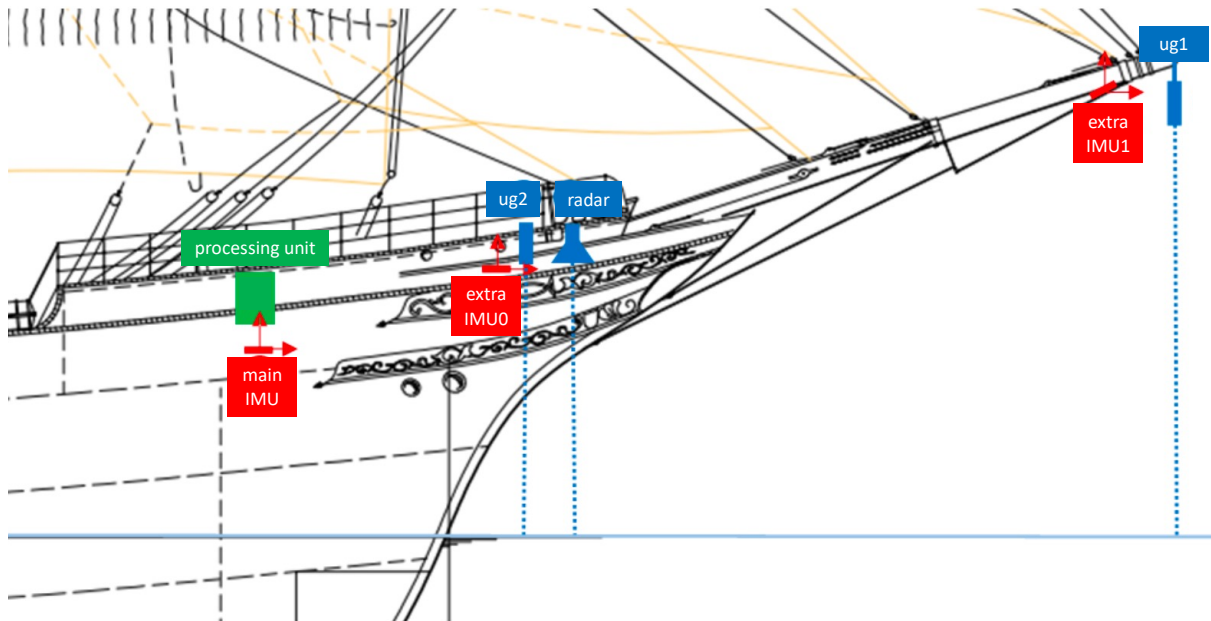 ug1
extra
IMU1
ug2
radar
processing unit
extra
IMU0
main
IMU